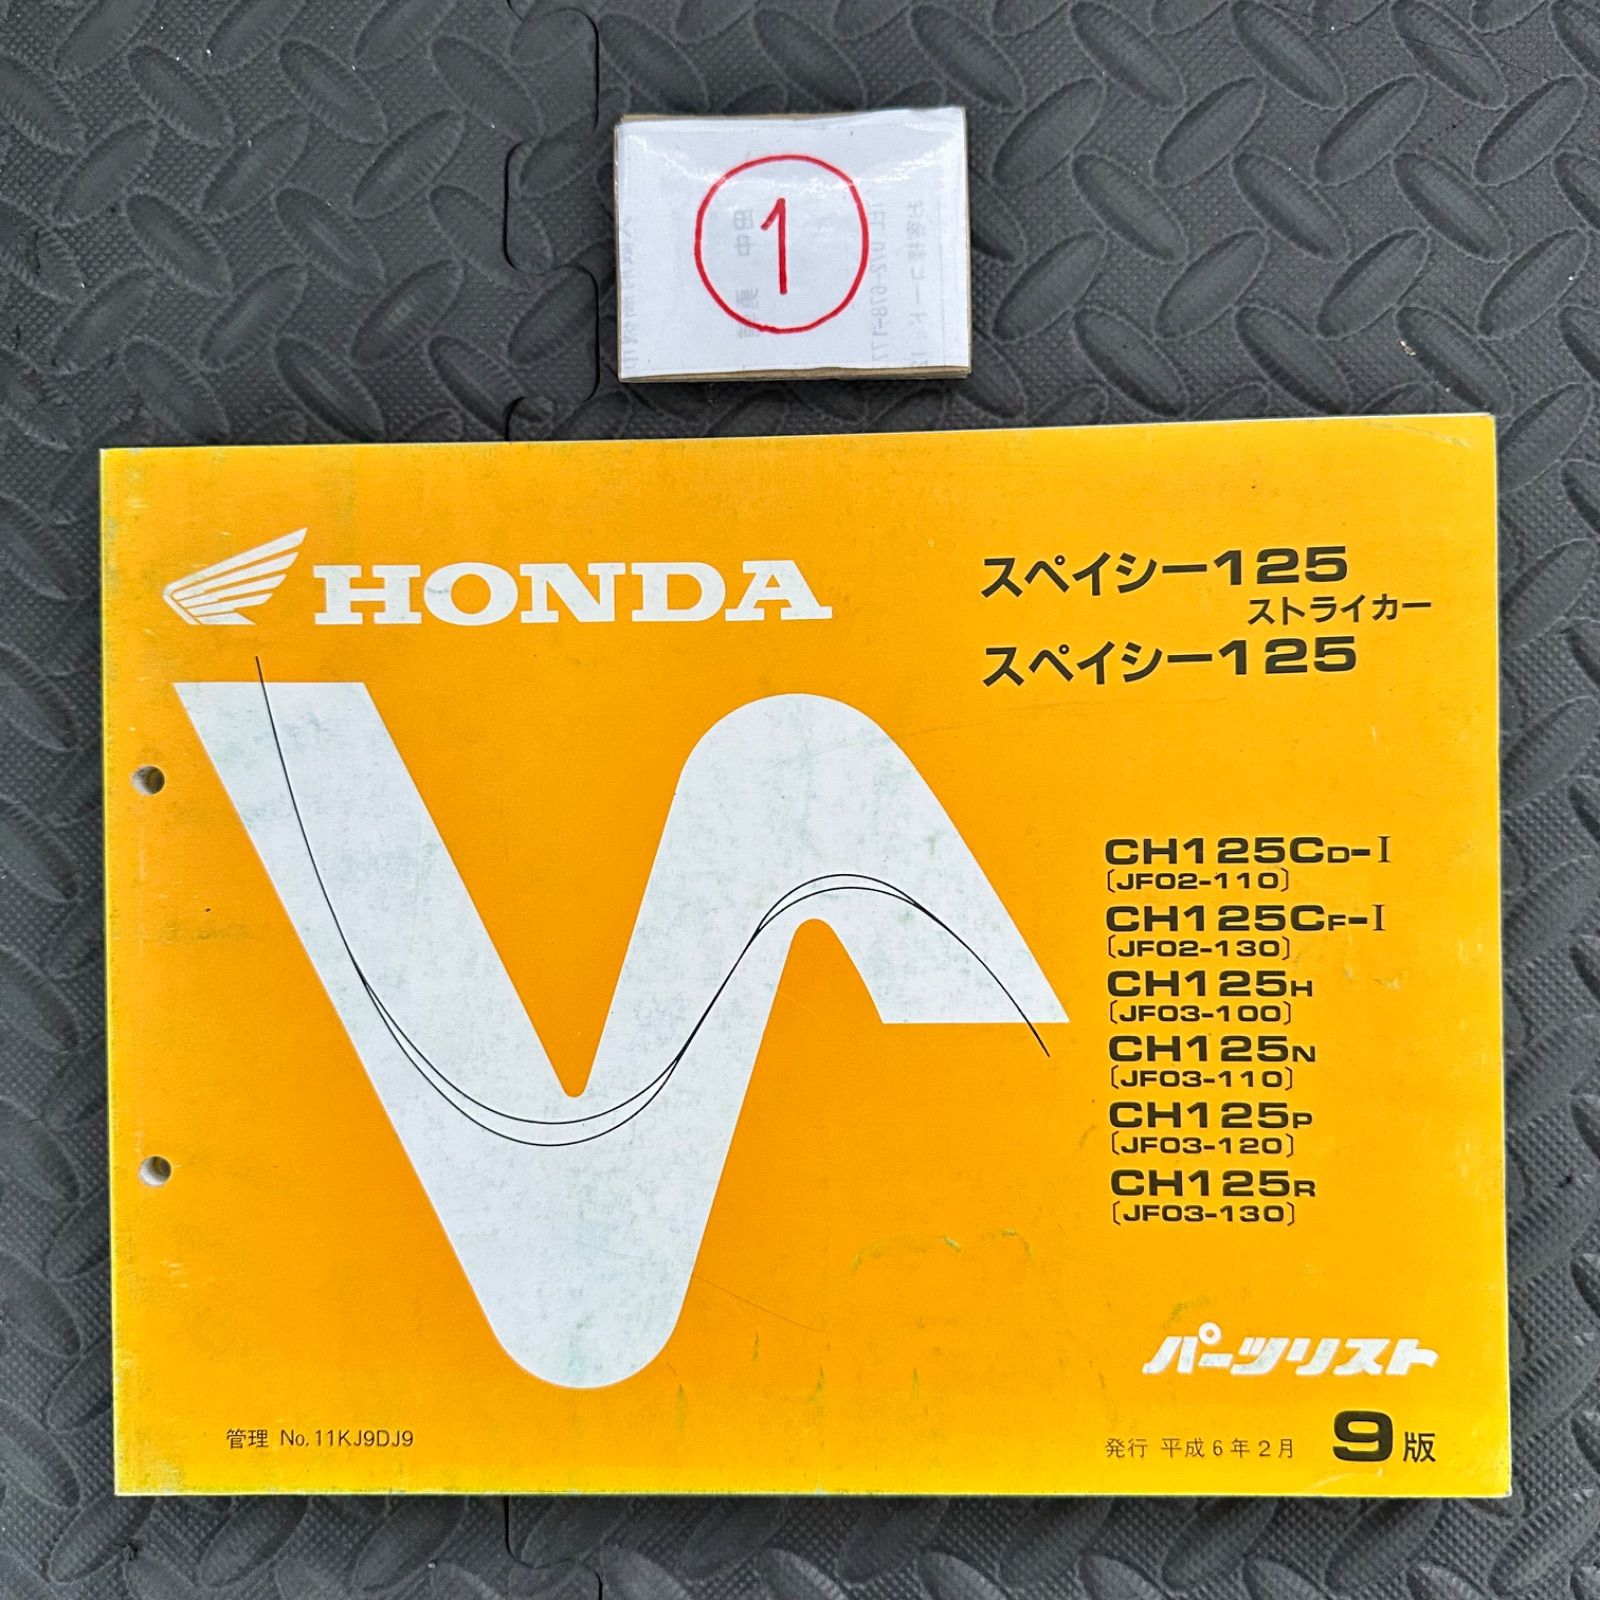 1
HONDA
スペイシー125
ストライカー
スペイシー125
CH125CD-I
〔JF02-110〕
CH125CF-I
〔JF02-130〕
CH125H
〔JF03-100〕
CH125N
〔JF03-110〕
CH125P
〔JF03-120〕
CH125R
〔JF03-130〕
パーツリスト
管理 No.11KJ9DJ9
発行 平成6年2月 9版